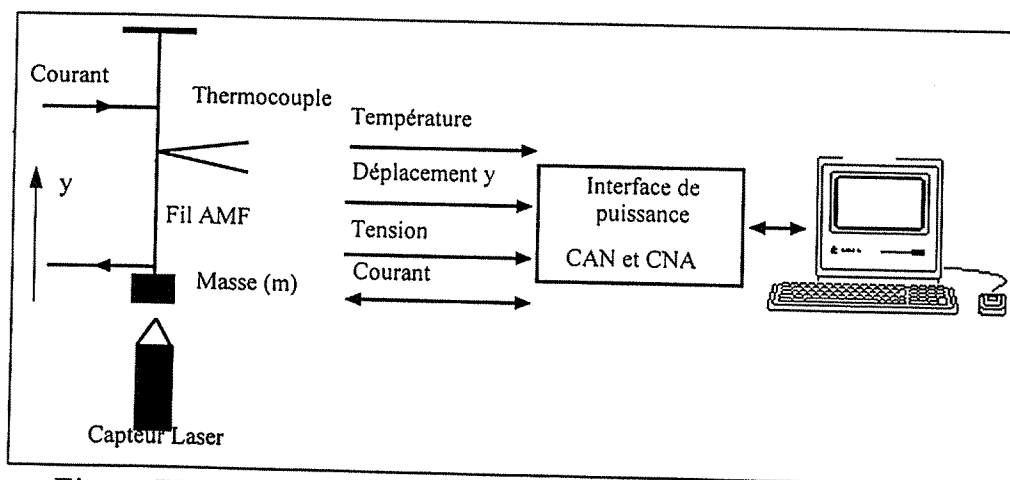 Courant
Thermocouple
Température
Déplacement y
y
Interface de
puissance
Fil AMF
Tension
CAN et CNA
Masse (m)
Courant
Capteur Laser